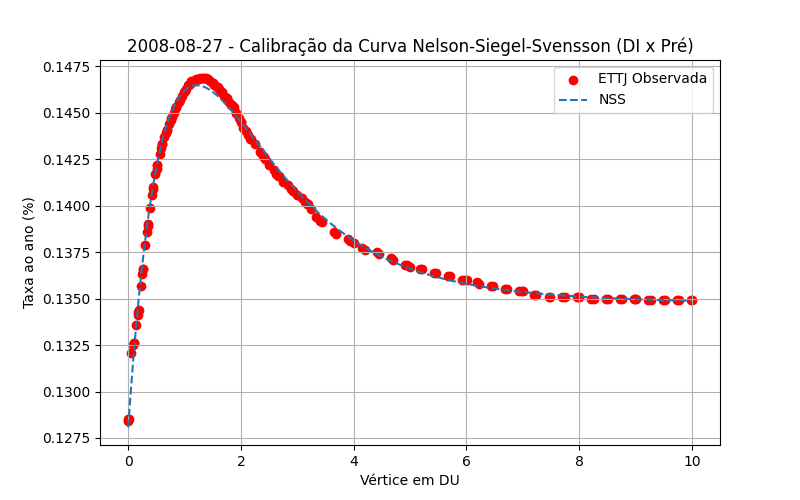 2008-08-27 - Calibração da Curva Nelson-Siegel-Svensson (DI x Pré)
0.1475
0.1450
0.1425
0.1400
0.1375
0.1350
0.1325
0.1300
0.1275
Taxa ao ano (%)
ETTJ Observada
NSS
0 2 4 6 8 10
Vértice em DU